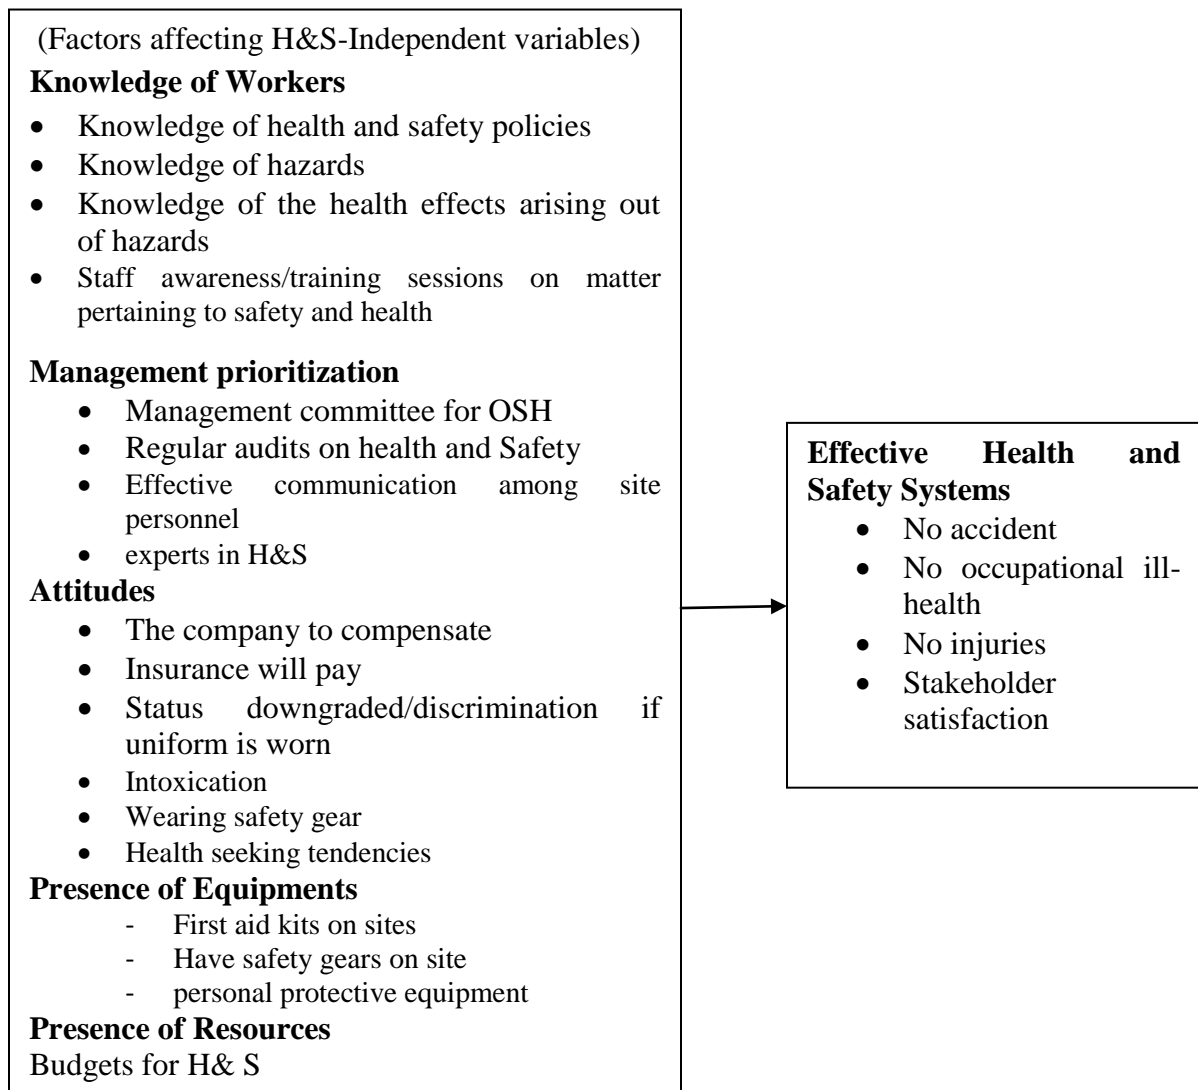 (Factors affecting H&S-Independent variables)
Knowledge of Workers
• Knowledge of health and safety policies
• Knowledge of hazards
• Knowledge of the health effects arising out
of hazards
• Staff awareness/training sessions on matter
pertaining to safety and health
Management prioritization
• Management committee for OSH
• Regular audits on health and Safety
• Effective communication among site
personnel
• experts in H&S
Attitudes
• The company to compensate
• Insurance will pay
• Status downgraded/discrimination if
uniform is worn
• Intoxication
• Wearing safety gear
• Health seeking tendencies
Presence of Equipments
- First aid kits on sites
- Have safety gears on site
- personal protective equipment
Presence of Resources
Budgets for H& S
Effective Health and
Safety Systems
• No accident
• No occupational ill-
health
• No injuries
• Stakeholder
satisfaction